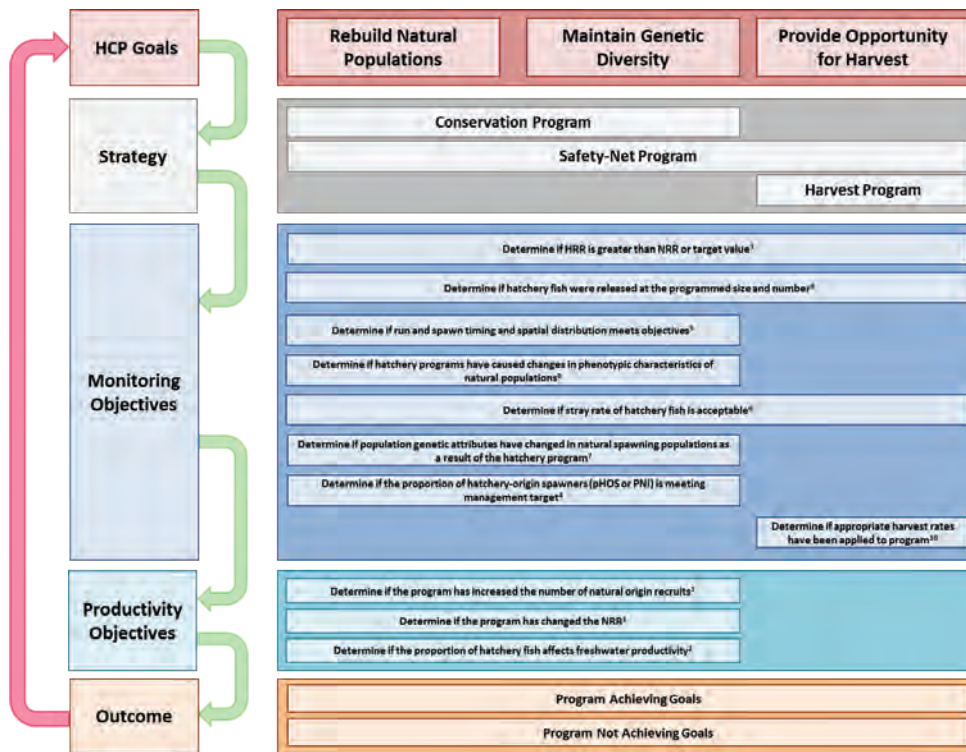 HCP Goals
Rebuild Natural
Populations
Maintain Genetic
Diversity
Provide Opportunity
for Harvest
Strategy
Conservation Program
Safety-Net Program
Harvest Program
Monitoring
Objectives
Determine if HRR is greater than NRR or target value
Determine if hatchery fish were released at the programmed size and number
Determine if run and spawn timing and spatial distribution meets objectives
Determine if hatchery programs have caused changes in phenotypic characteristics of
natural populations
Determine if stray rate of hatchery fish is acceptable
Determine if population genetic attributes have changed in natural spawning populations as
a result of the hatchery program⁷
Determine if the proportion of hatchery-origin spawners (pHOS or PNI) is meeting
management target
Determine if appropriate harvest rates
have been applied to program¹⁰
Productivity
Objectives
Determine if the program has increased the number of natural origin recruits
Determine if the program has changed the NRR
Determine if the proportion of hatchery fish affects freshwater productivity²
Outcome
Program Achieving Goals
Program Not Achieving Goals